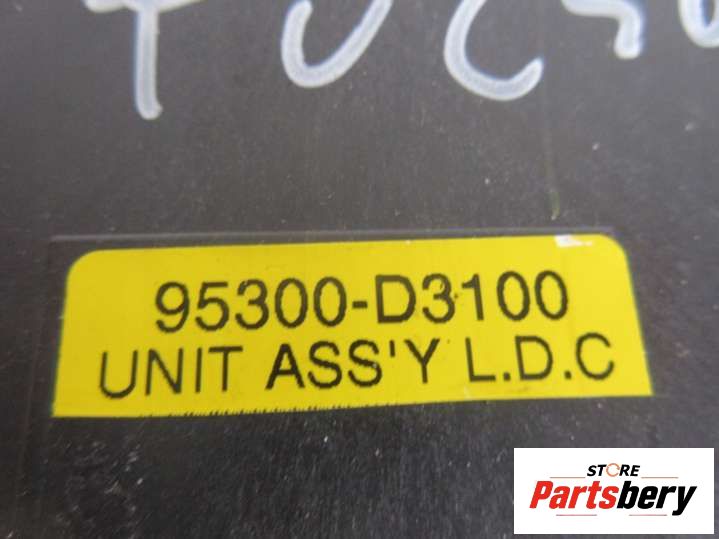 95300-D3100
UNIT ASS'Y L.D.C
STORE
Partsbery